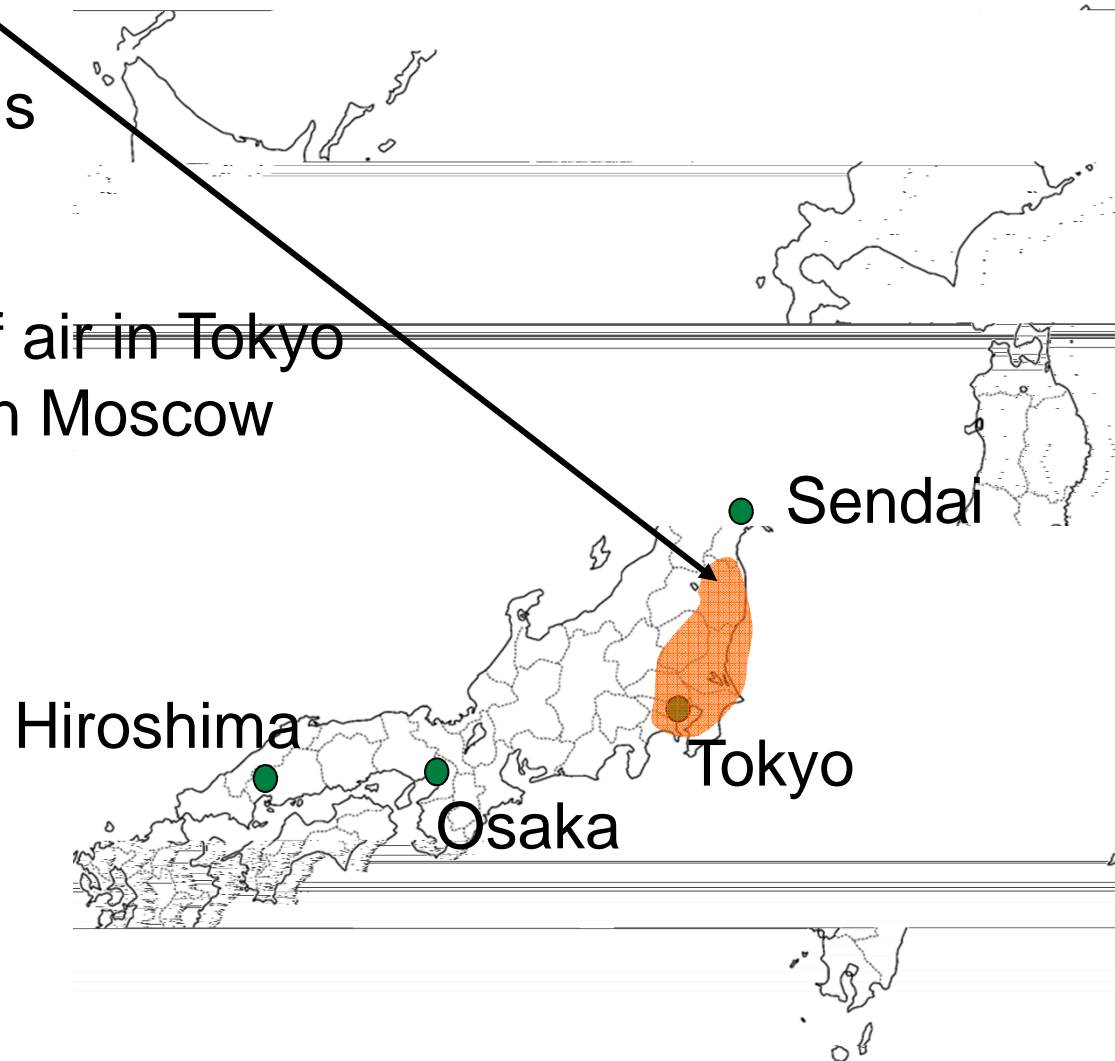 s
f air in Tokyo
n Moscow
Sendai
Hiroshima
Tokyo
Osaka